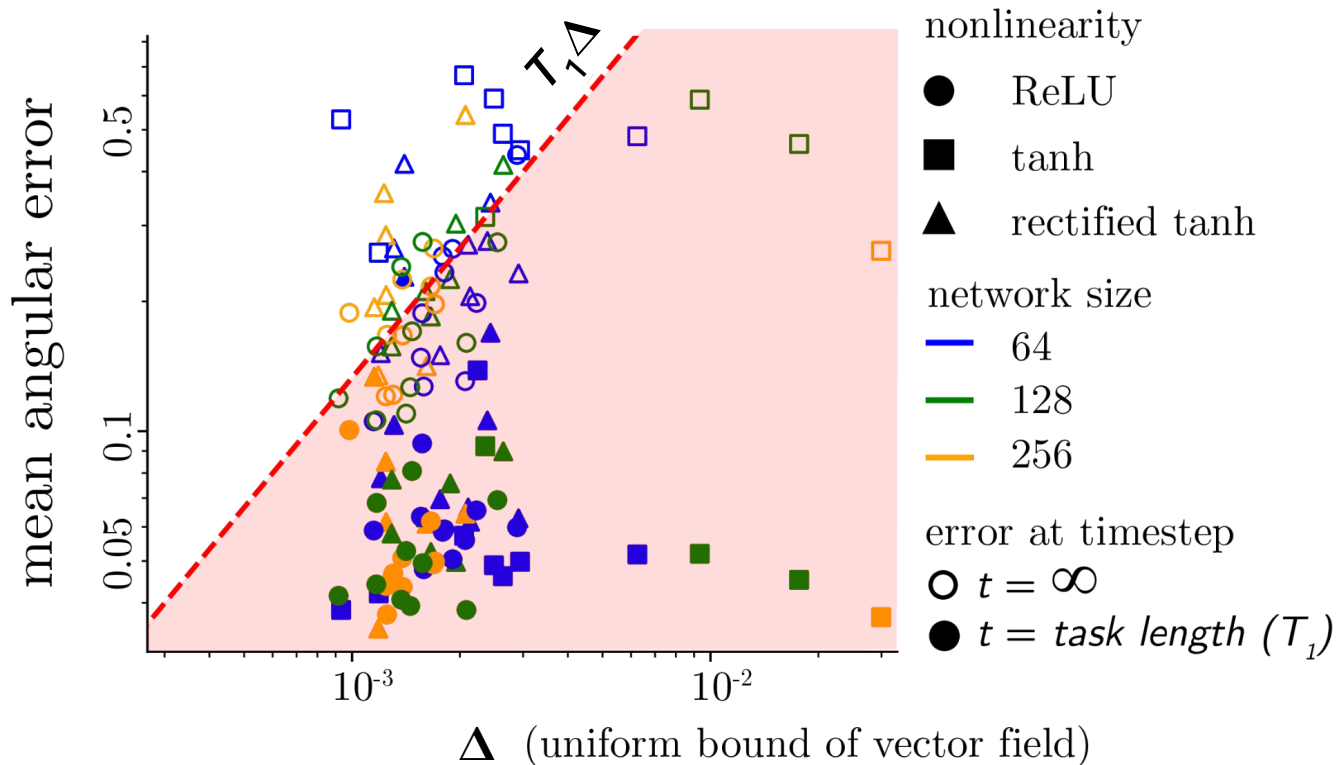 T₁Δ
mean angular error
0.5
0.1
0.05
10⁻³
10⁻²
Δ (uniform bound of vector field)
nonlinearity
ReLU
tanh
rectified tanh
network size
64
128
256
error at timestep
t = ∞
t = task length (T₁)